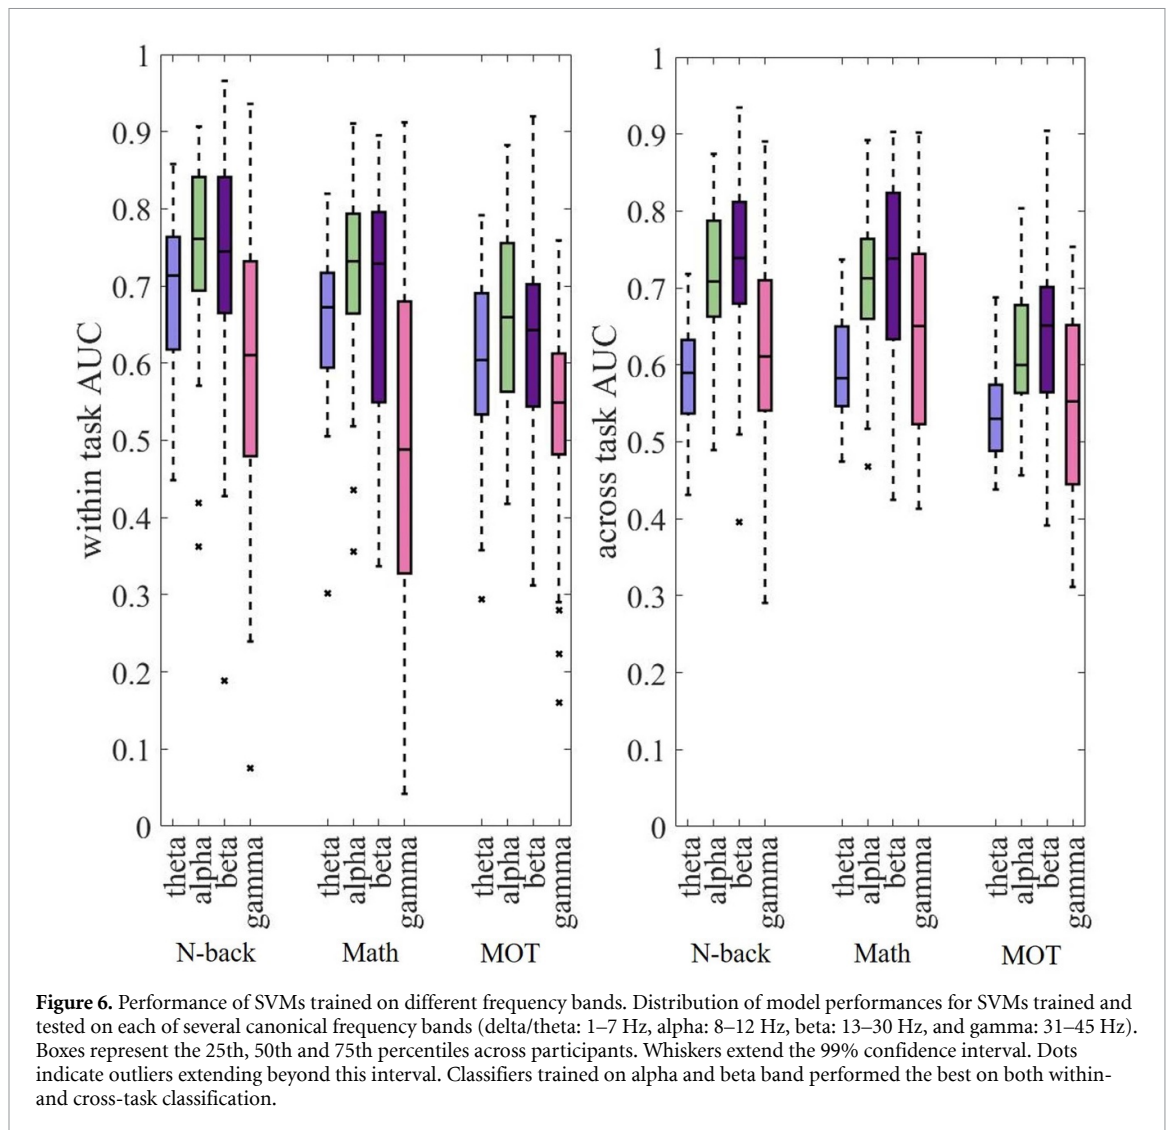 within task AUC
1
0.9
0.8
0.7
0.6
0.5
0.4
0.3
0.2
0.1
0
theta
alpha
beta
gamma
theta
alpha
beta
gamma
theta
alpha
beta
gamma
N-back
Math
MOT
across task AUC
1
0.9
0.8
0.7
0.6
0.5
0.4
0.3
0.2
0.1
0
theta
alpha
beta
gamma
theta
alpha
beta
gamma
theta
alpha
beta
gamma
N-back
Math
MOT
Figure 6. Performance of SVMs trained on different frequency bands. Distribution of model performances for SVMs trained and
tested on each of several canonical frequency bands (delta/theta: 1–7 Hz, alpha: 8–12 Hz, beta: 13–30 Hz, and gamma: 31–45 Hz).
Boxes represent the 25th, 50th and 75th percentiles across participants. Whiskers extend the 99% confidence interval. Dots
indicate outliers extending beyond this interval. Classifiers trained on alpha and beta band performed the best on both within-
and cross-task classification.